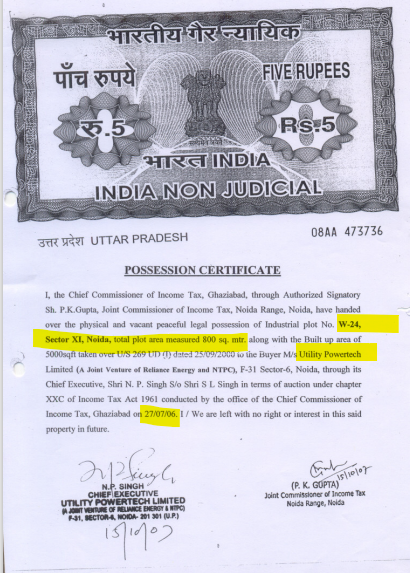 भारतीय गैर न्यायिक
पाँच रुपये
FIVE RUPEES
रु.5
Rs.5
सत्यमेव जयते
भारत INDIA
INDIA NON JUDICIAL
उत्तर प्रदेश UTTAR PRADESH
08AA 473736
POSSESSION CERTIFICATE
I, the Chief Commissioner of Income Tax, Ghaziabad, through Authorized Signatory
Sh. P.K.Gupta, Joint Commissioner of Income Tax, Noida Range, Noida, have handed
over the physical and vacant peaceful legal possession of Industrial plot No. W-24,
Sector XI, Noida, total plot area measured 800 sq. mtr. along with the Built up area of
5000sqft taken over U/S 269 UD (I) dated 25/09/2000 to the Buyer M/s Utility Powertech
Limited (A Joint Venture of Reliance Energy and NTPC), F-31 Sector-6, Noida, through its
Chief Executive, Shri N. P. Singh S/o Shri S L Singh in terms of auction under chapter
XXC of Income Tax Act 1961 conducted by the office of the Chief Commissioner of
Income Tax, Ghaziabad on 27/07/06. I / We are left with no right or interest in this said
property in future.
N.P. SINGH
CHIEF EXECUTIVE
UTILITY POWERTECH LIMITED
(A JOINT VENTURE OF RELIANCE ENERGY & NTPC)
F-31, SECTOR-6, NOIDA- 201 301 (U.P.)
15/10/07
15/10/07
(P. K. GUPTA)
Joint Commissioner of Income Tax
Noida Range, Noida